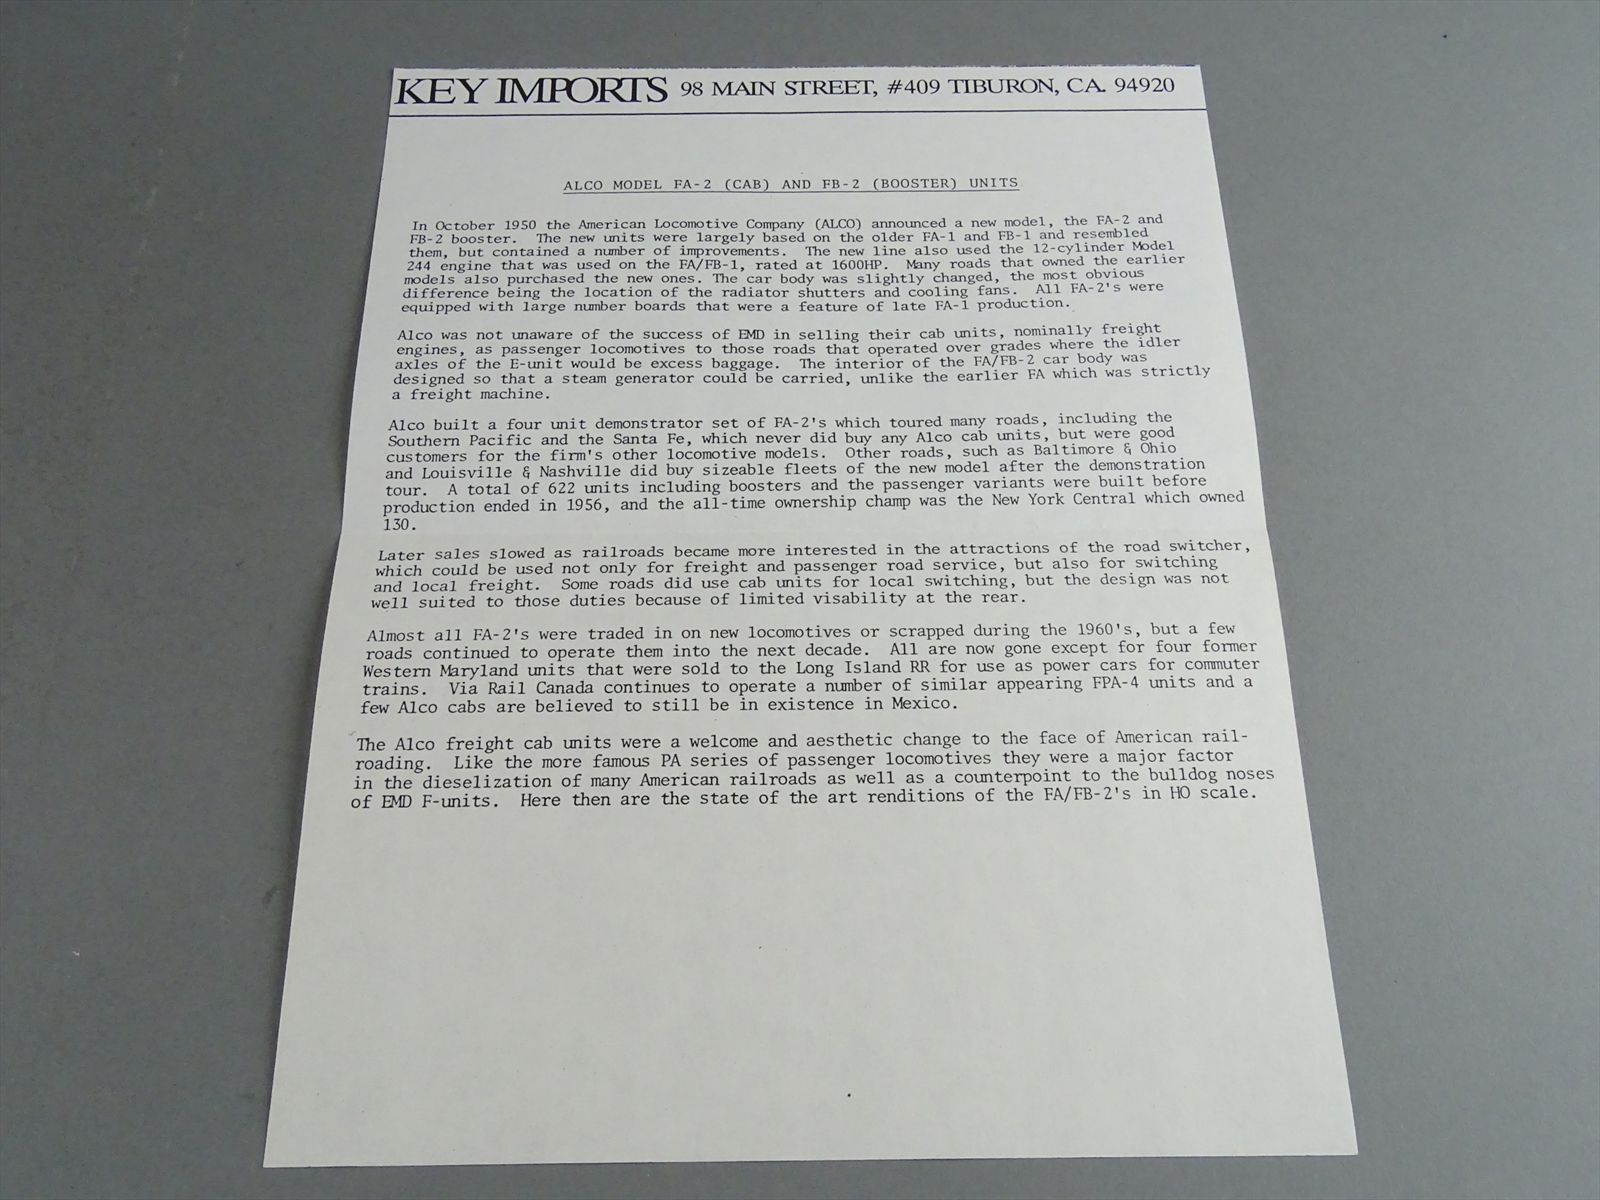 KEY IMPORTS 98 MAIN STREET, #409 TIBURON, CA. 94920
ALCO MODEL FA-2 (CAB) AND FB-2 (BOOSTER) UNITS
In October 1950 the American Locomotive Company (ALCO) announced a new model, the FA-2 and
FB-2 booster. The new units were largely based on the older FA-1 and FB-1 and resembled
them, but contained a number of improvements. The new line also used the 12-cylinder Model
244 engine that was used on the FA/FB-1, rated at 1600HP. Many roads that owned the earlier
models also purchased the new ones. The car body was slightly changed, the most obvious
difference being the location of the radiator shutters and cooling fans. All FA-2's were
equipped with large number boards that were a feature of late FA-1 production.
Alco was not unaware of the success of EMD in selling their cab units, nominally freight
engines, as passenger locomotives to those roads that operated over grades where the idler
axles of the E-unit would be excess baggage. The interior of the FA/FB-2 car body was
designed so that a steam generator could be carried, unlike the earlier FA which was strictly
a freight machine.
Alco built a four unit demonstrator set of FA-2's which toured many roads, including the
Southern Pacific and the Santa Fe, which never did buy any Alco cab units, but were good
customers for the firm's other locomotive models. Other roads, such as Baltimore & Ohio
and Louisville & Nashville did buy sizeable fleets of the new model after the demonstration
tour. A total of 622 units including boosters and the passenger variants were built before
production ended in 1956, and the all-time ownership champ was the New York Central which owned
130.
Later sales slowed as railroads became more interested in the attractions of the road switcher,
which could be used not only for freight and passenger road service, but also for switching
and local freight. Some roads did use cab units for local switching, but the design was not
well suited to those duties because of limited visability at the rear.
Almost all FA-2's were traded in on new locomotives or scrapped during the 1960's, but a few
roads continued to operate them into the next decade. All are now gone except for four former
Western Maryland units that were sold to the Long Island RR for use as power cars for commuter
trains. Via Rail Canada continues to operate a number of similar appearing FPA-4 units and a
few Alco cabs are believed to still be in existence in Mexico.
The Alco freight cab units were a welcome and aesthetic change to the face of American rail-
roading. Like the more famous PA series of passenger locomotives they were a major factor
in the dieselization of many American railroads as well as a counterpoint to the bulldog noses
of EMD F-units. Here then are the state of the art renditions of the FA/FB-2's in HO scale.